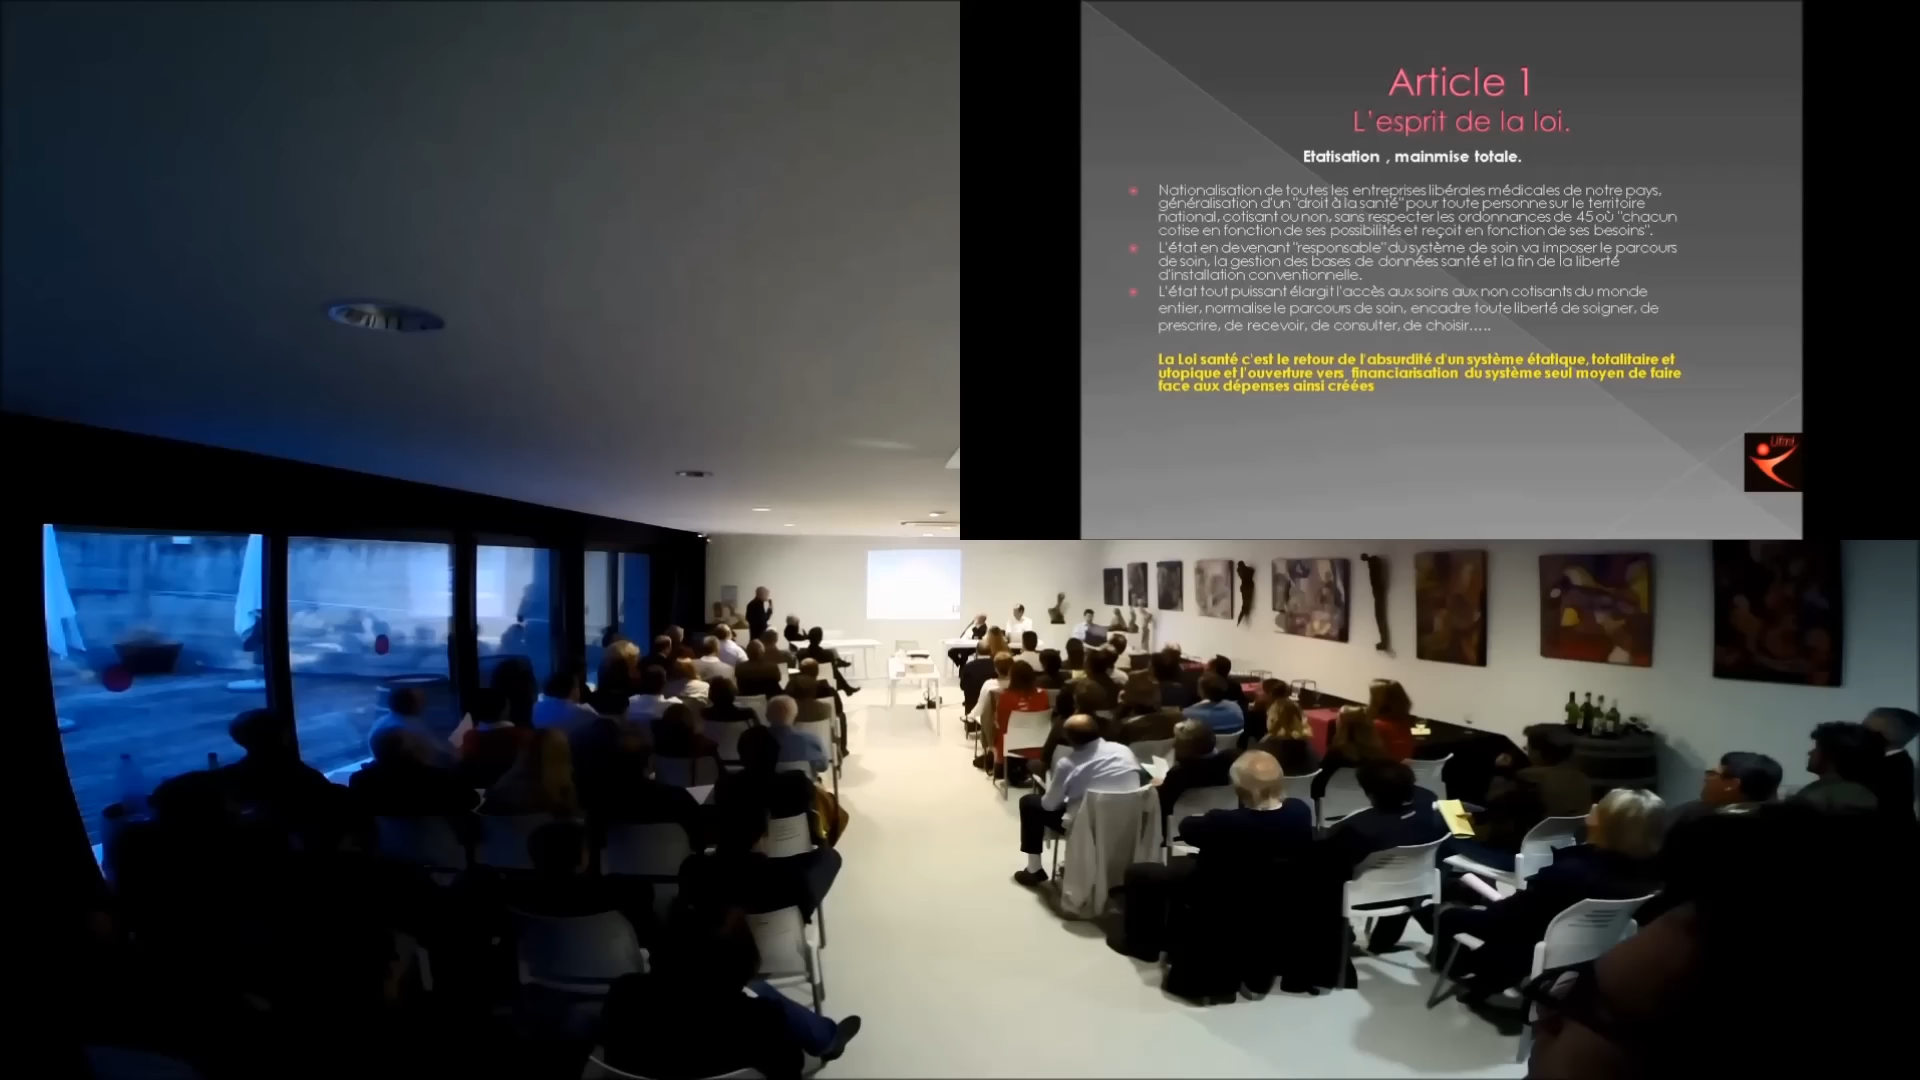 Article 1
L'esprit de la loi.
Etatisation , mainmise totale.
Nationalisation de toutes les entreprises libérales médicales de notre pays,
généralisation d'un "droit à la santé" pour toute personne sur le territoire
national, cotisant ou non, sans respecter les ordonnances de 45 où "chacun
cotise en fonction de ses possibilités et reçoit en fonction de ses besoins".
L'état en devenant "responsable" du système de soin va imposer le parcours
de soin, la gestion des bases de données santé et la fin de la liberté
d'installation conventionnelle.
L'état tout puissant élargit l'accès aux soins aux non cotisants du monde
entier, normalise le parcours de soin, encadre toute liberté de soigner, de
prescrire, de recevoir, de consulter, de choisir…..
La Loi santé c'est le retour de l'absurdité d'un système étatique, totalitaire et
utopique et l'ouverture vers financiarisation du système seul moyen de faire
face aux dépenses ainsi créées
Ufml